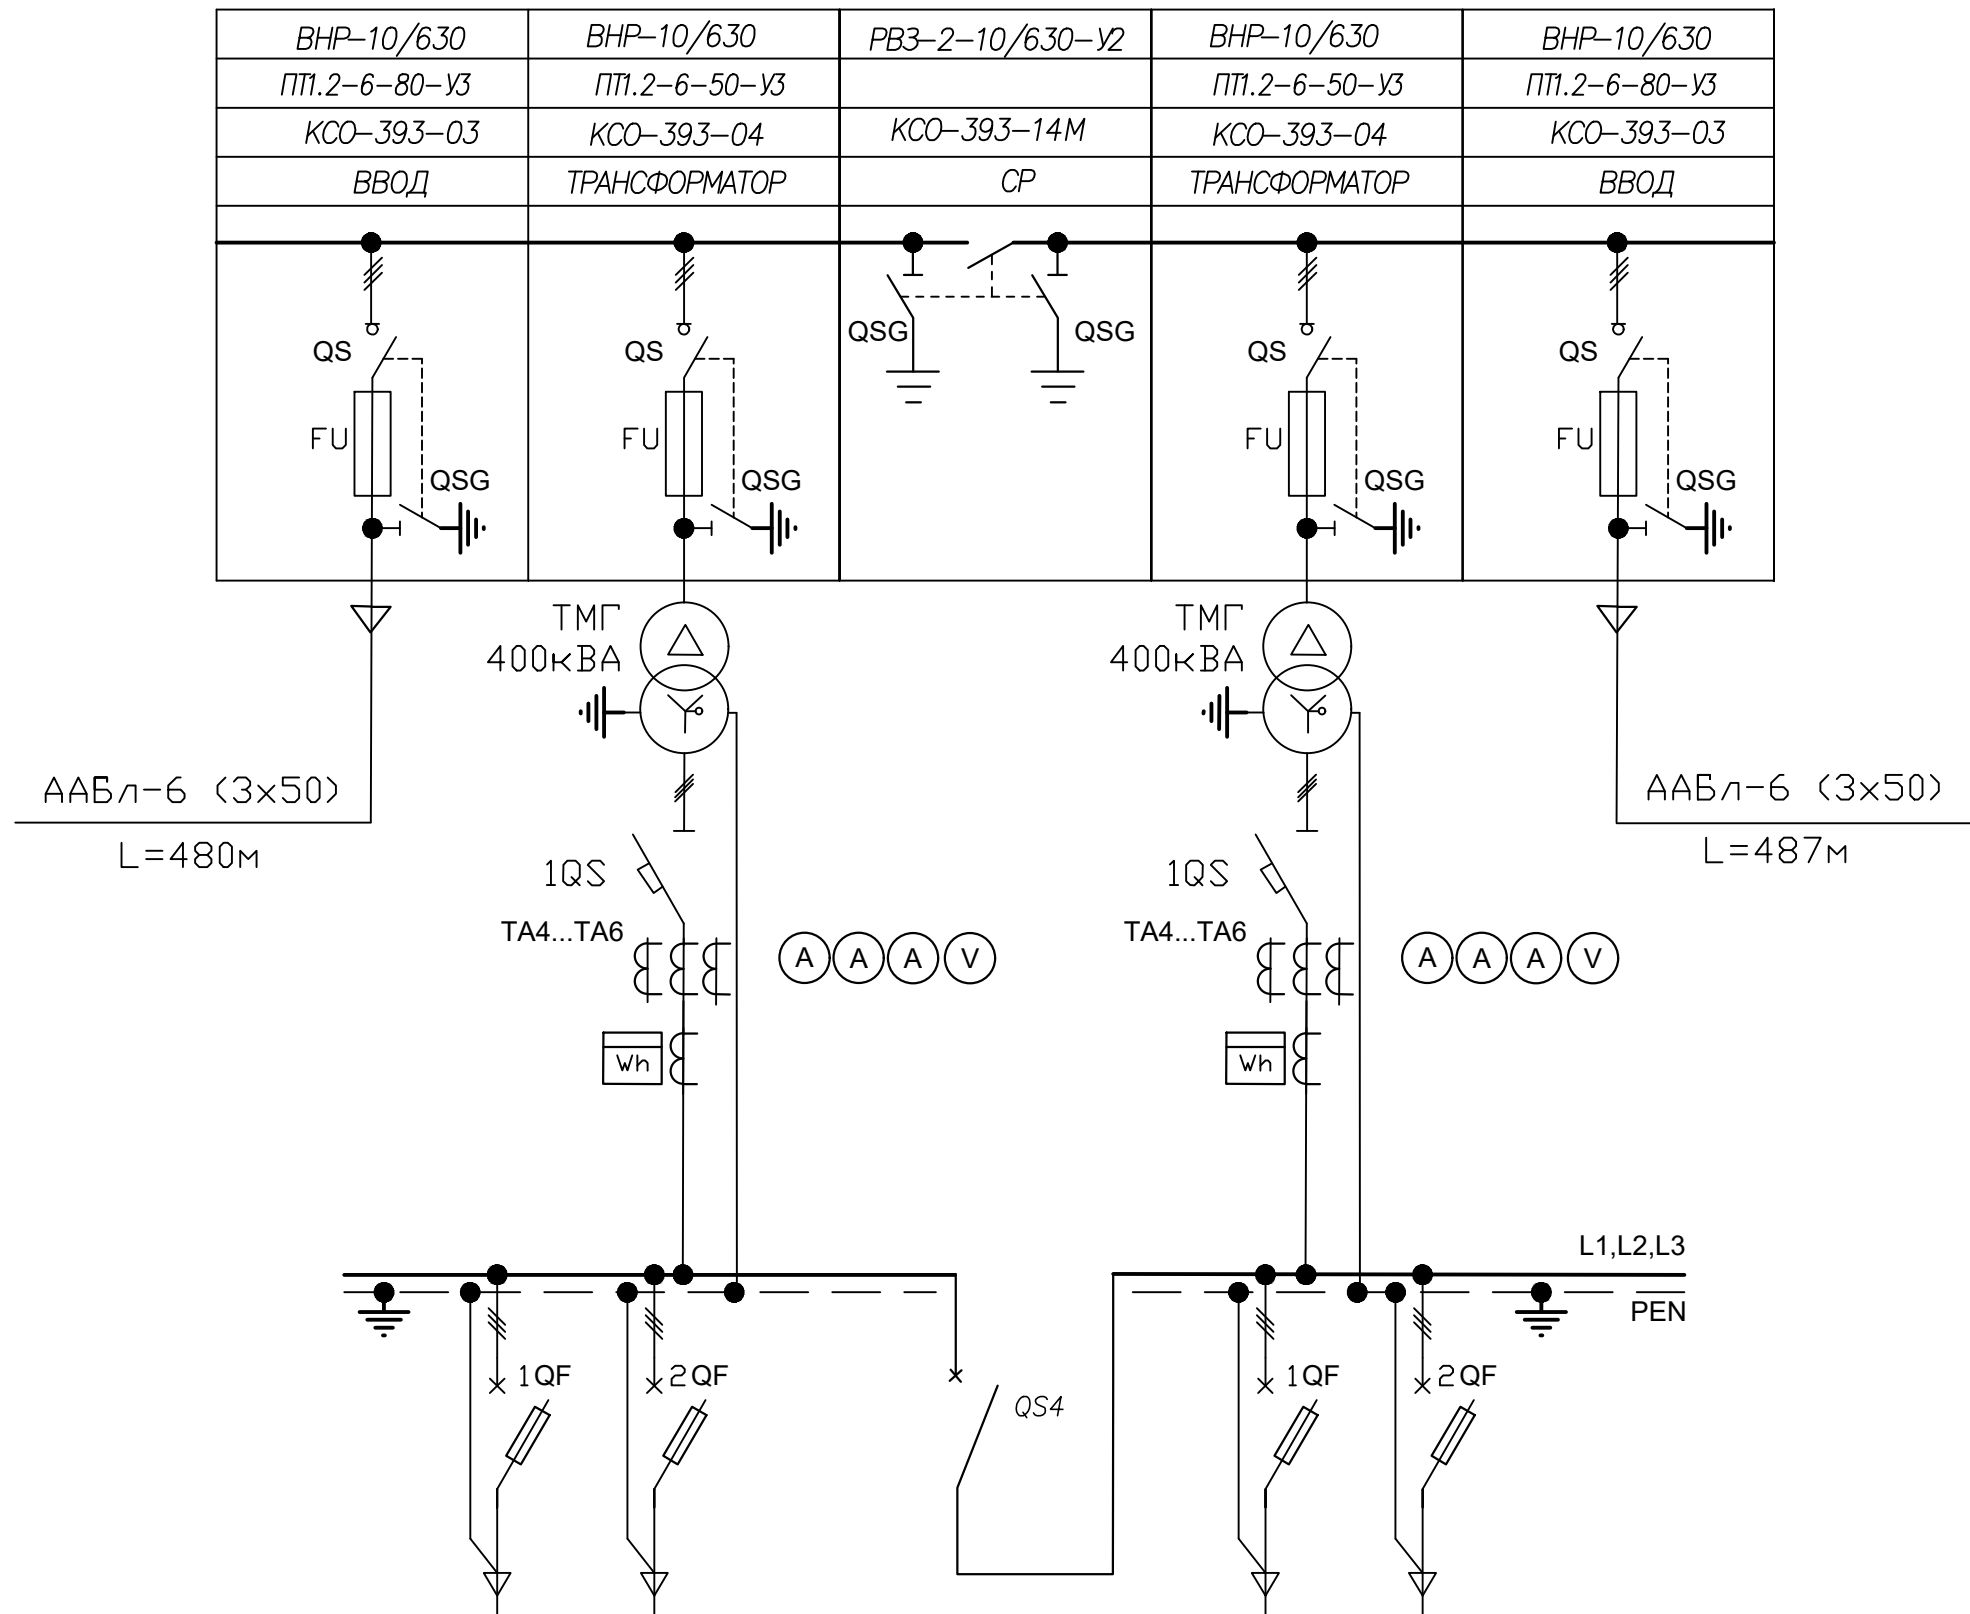 ВНР-10/630 ВНР-10/630 РВЗ-2-10/630-У2 ВНР-10/630 ВНР-10/630
ПТ1.2-6-80-У3 ПТ1.2-6-50-У3 ПТ1.2-6-50-У3 ПТ1.2-6-80-У3
КСО-393-03 КСО-393-04 КСО-393-14М КСО-393-04 КСО-393-03
ВВОД ТРАНСФОРМАТОР СР ТРАНСФОРМАТОР ВВОД
QSG QSG
QS QS QS QS
FU FU FU FU
QSG QSG QSG QSG
ТМГ ТМГ
400кВА 400кВА
ААБл-6 (3х50) ААБл-6 (3х50)
L=480м L=487м
1QS 1QS
TA4...TA6 TA4...TA6
A A A V A A A V
Wh Wh
L1,L2,L3
PEN
1QF 2QF 1QF 2QF
QS4